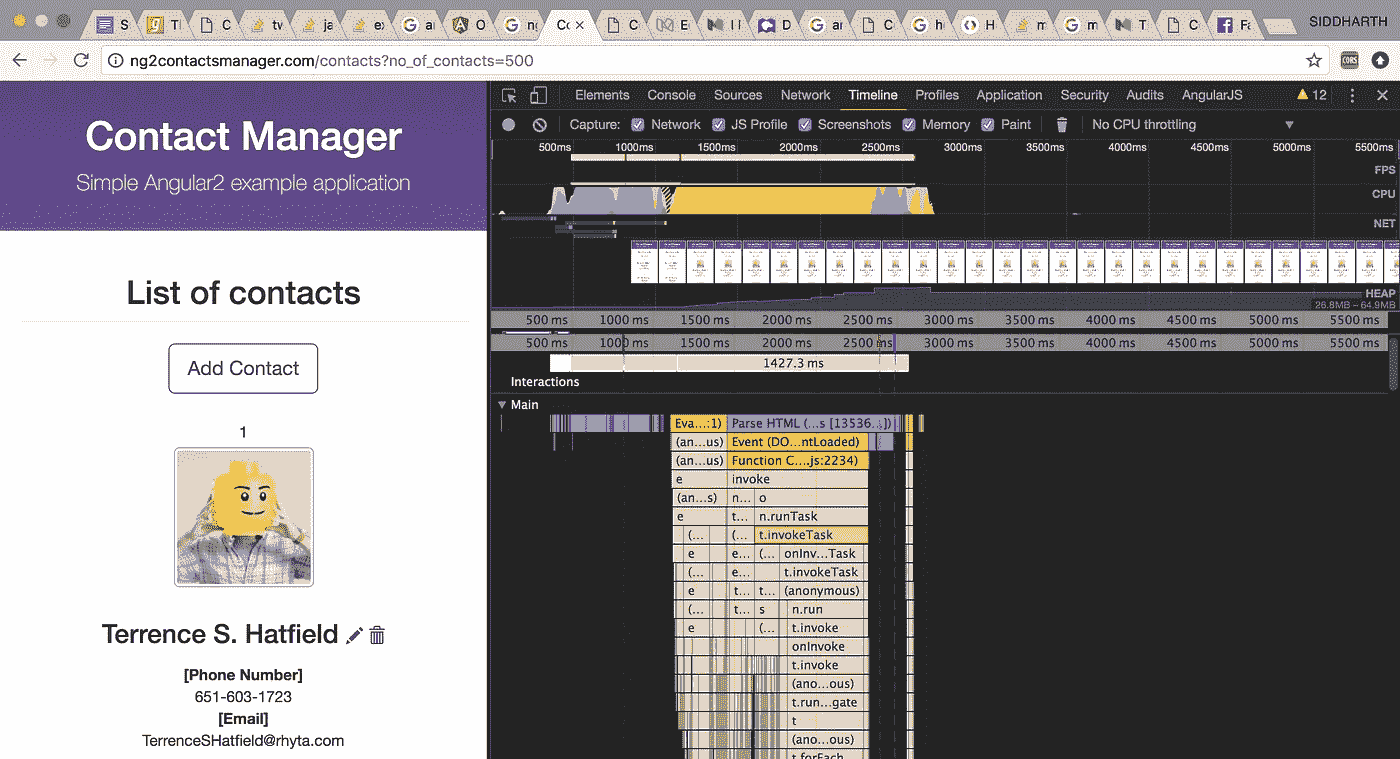 SIDDHARTH
ng2contactsmanager.com/contacts?no_of_contacts=500
CORS
Contact Manager
Simple Angular2 example application
List of contacts
Add Contact
1
Terrence S. Hatfield
[Phone Number]
651-603-1723
[Email]
TerrenceSHatfield@rhyta.com
Elements Console Sources Network Timeline Profiles Application Security Audits AngularJS 12
Capture: Network JS Profile Screenshots Memory Paint No CPU throttling
500ms 1000ms 1500ms 2000ms 2500ms 3000ms 3500ms 4000ms 4500ms 5000ms 5500ms
FPS
CPU
NET
HEAP
26.8MB – 64.9MB
500 ms 1000 ms 1500 ms 2000 ms 2500 ms 3000 ms 3500 ms 4000 ms 4500 ms 5000 ms 5500 ms
500 ms 1000 ms 1500 ms 2000 ms 2500 ms 3000 ms 3500 ms 4000 ms 4500 ms 5000 ms 5500 ms
1427.3 ms
Interactions
Main
Eva...:1) Parse HTML (...s [13536...])
(an...us) Event (DO...ntLoaded)
(an...us) Function C....js:2234)
e invoke
(an...s) n... o
e t... n.runTask
(... (... t.invokeTask
e e... (... onInv...Task
(... e... t.invokeTask
e t... t... (anonymous)
(... t... s n.run
e (... t.invoke
onInvoke
t.invoke
(ano...ous)
t.run...gate
t
(ano...ous)
t.forEach